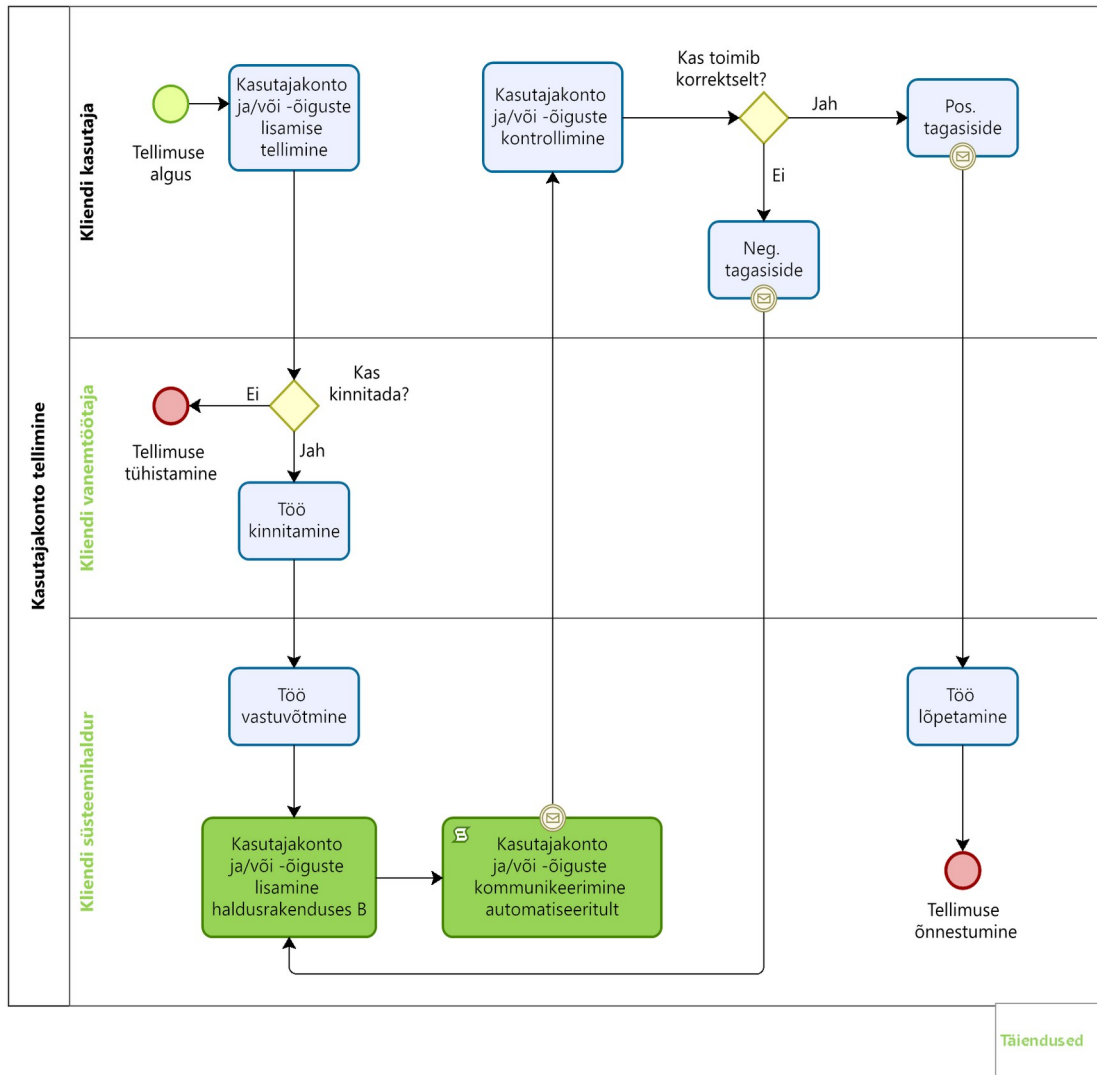 Kasutajakonto tellimine
Kliendi kasutaja
Tellimuse
algus
Kasutajakonto
ja/või -õiguste
lisamise
tellimine
Kasutajakonto
ja/või -õiguste
kontrollimine
Kas toimib
korrektselt?
Jah
Ei
Pos.
tagasiside
Neg.
tagasiside
Kliendi vanemtöötaja
Kas
kinnitada?
Ei
Jah
Tellimuse
tühistamine
Töö
kinnitamine
Kliendi süsteemihaldur
Töö
vastuvõtmine
Kasutajakonto
ja/või -õiguste
lisamine
haldusrakenduses B
Kasutajakonto
ja/või -õiguste
kommunikeerimine
automatiseeritult
Töö
lõpetamine
Tellimuse
õnnestumine
Täiendused